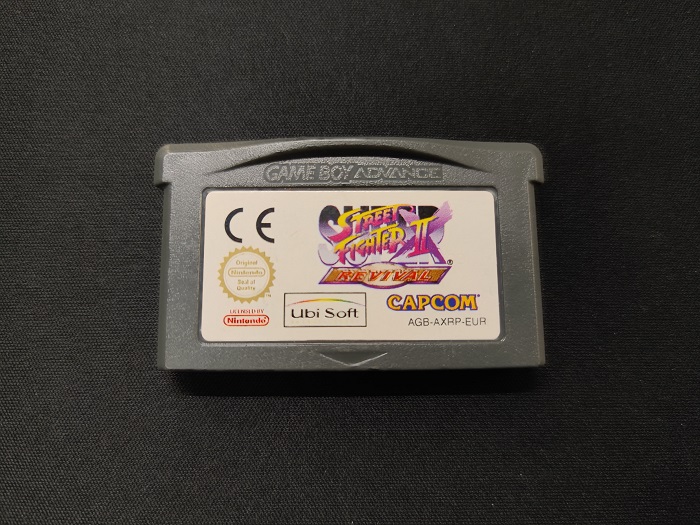 GAME BOY ADVANCE
CE
SUPER
STREET
FIGHTER II
X
REVIVAL
®
Original
Nintendo
Seal of
Quality
LICENSED BY
Nintendo
Ubi Soft
CAPCOM
AGB-AXRP-EUR